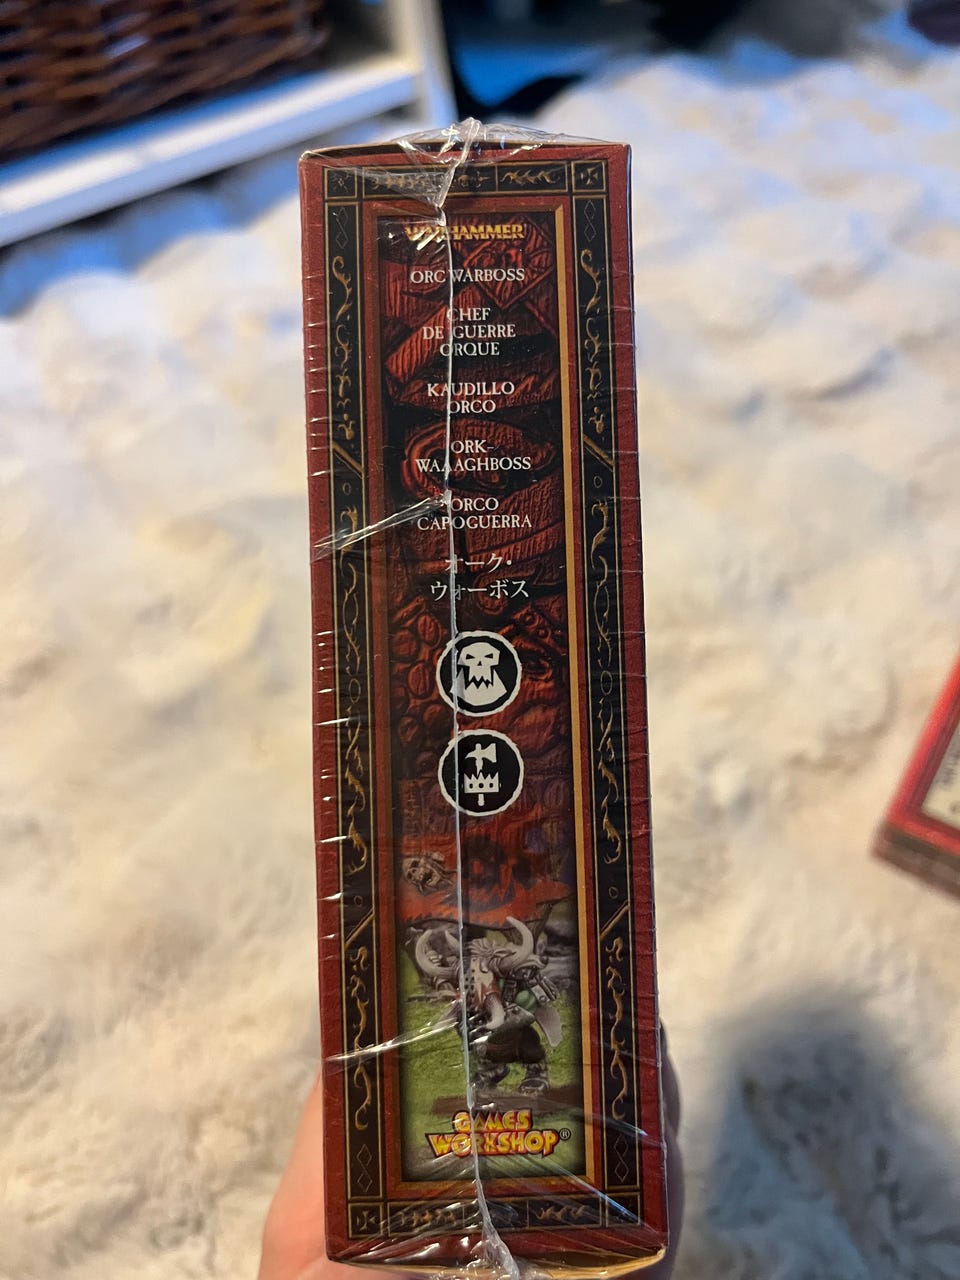 WARHAMMER
ORC WARBOSS
CHEF
DE GUERRE
ORQUE
KAUDILLO
ORCO
ORK-
WAAAGHBOSS
ORCO
CAPOGUERRA
オーク・
ウォーボス
GAMES
WORKSHOP®